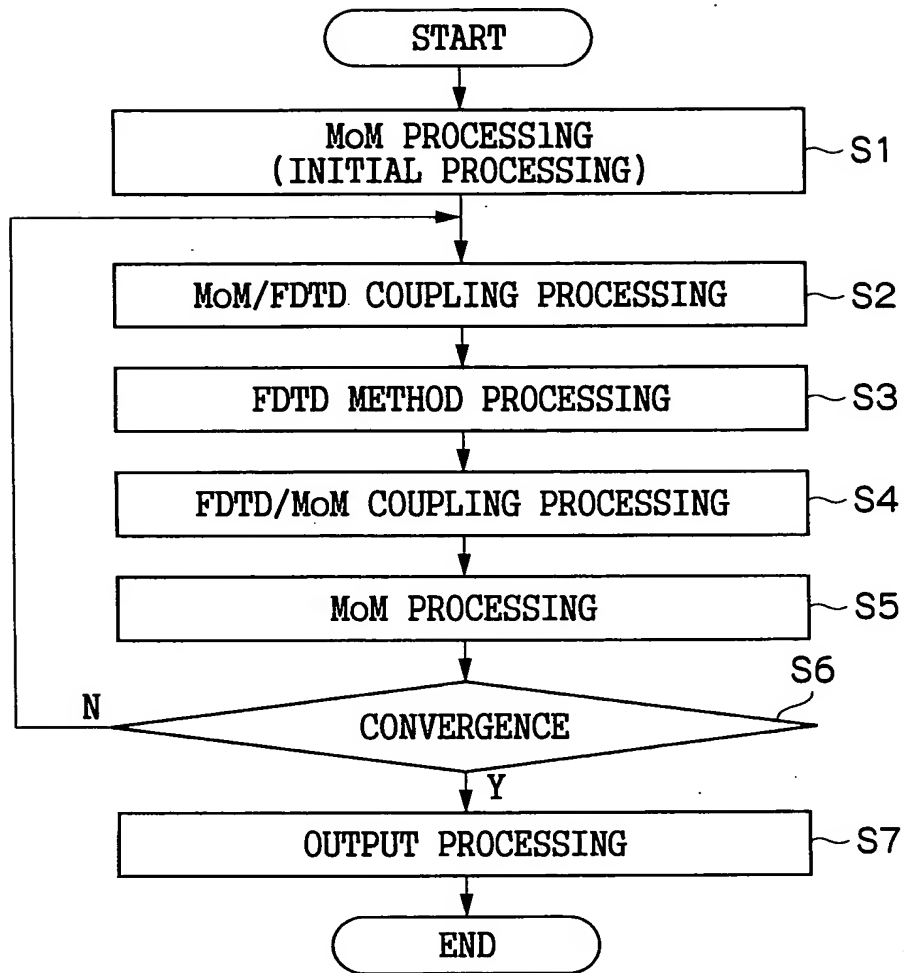 START
MoM PROCESSING
(INITIAL PROCESSING)
S1
MoM/FDTD COUPLING PROCESSING
S2
FDTD METHOD PROCESSING
S3
FDTD/MoM COUPLING PROCESSING
S4
MoM PROCESSING
S5
S6
N
CONVERGENCE
Y
OUTPUT PROCESSING
S7
END